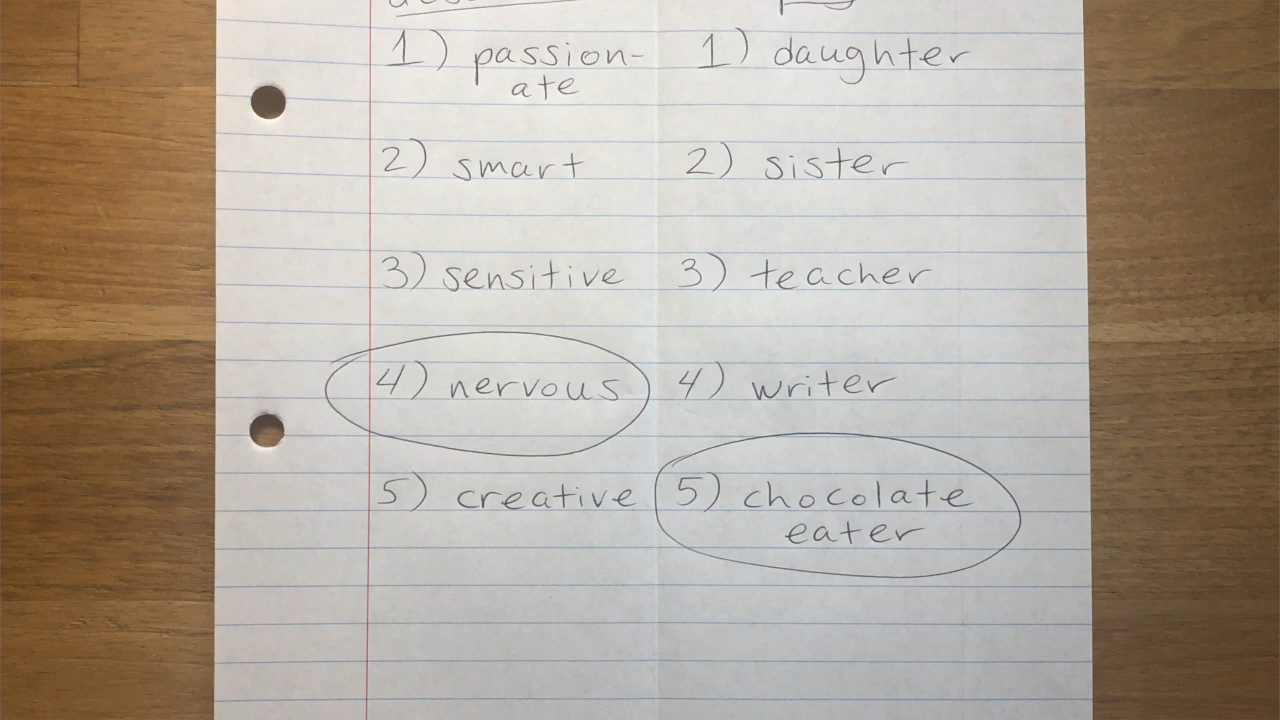 1) passion-
ate
2) smart
3) sensitive
4) nervous
5) creative
1) daughter
2) sister
3) teacher
4) writer
5) chocolate
eater